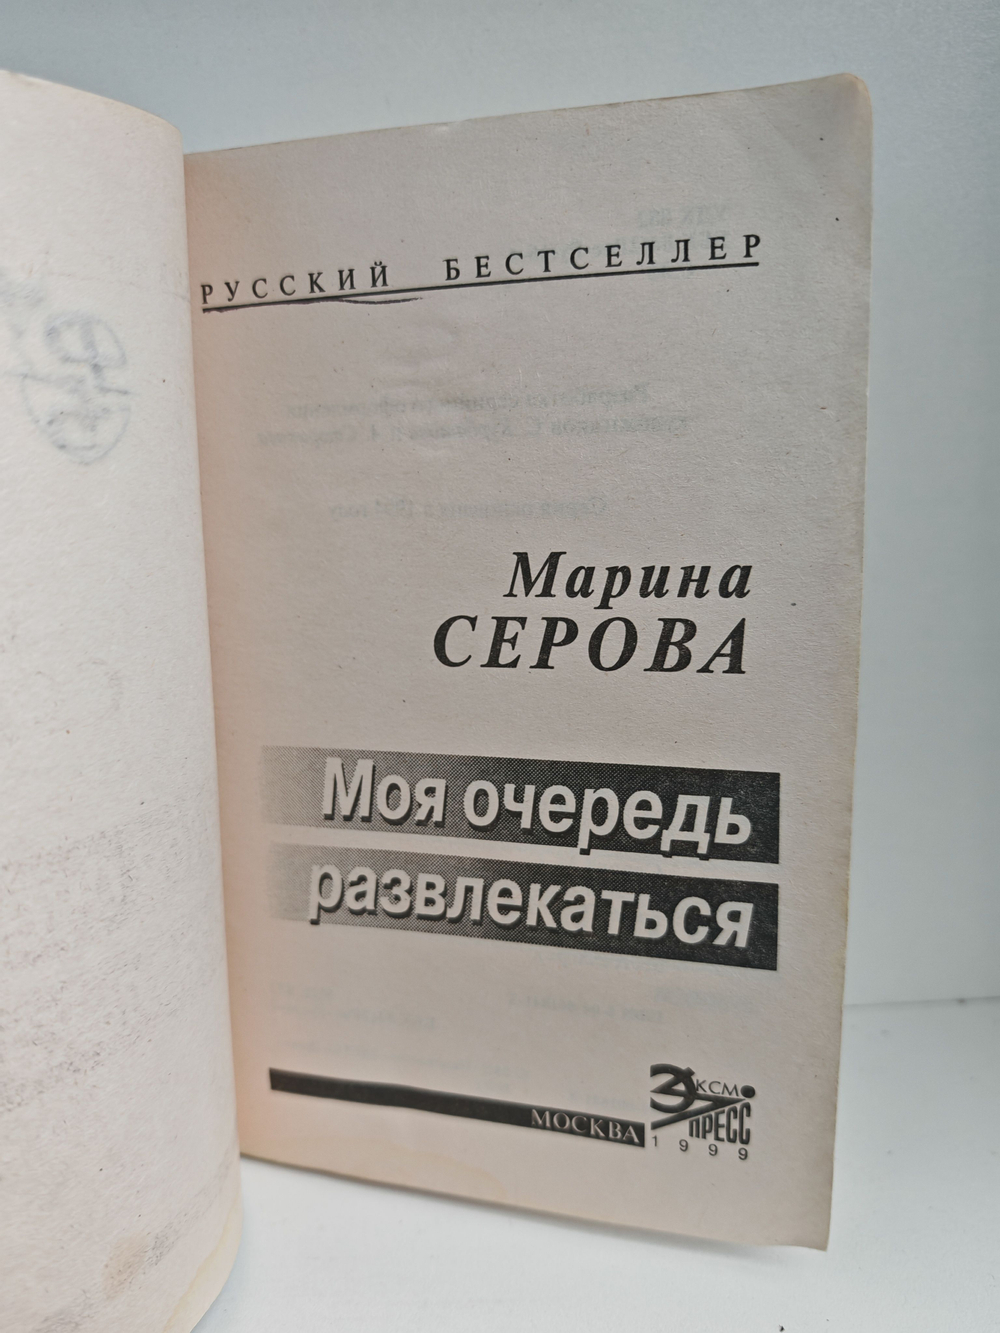 РУССКИЙ БЕСТСЕЛЛЕР
Марина
СЕРОВА
Моя очередь
развлекаться
МОСКВА
ЭКСМО
ПРЕСС
1999